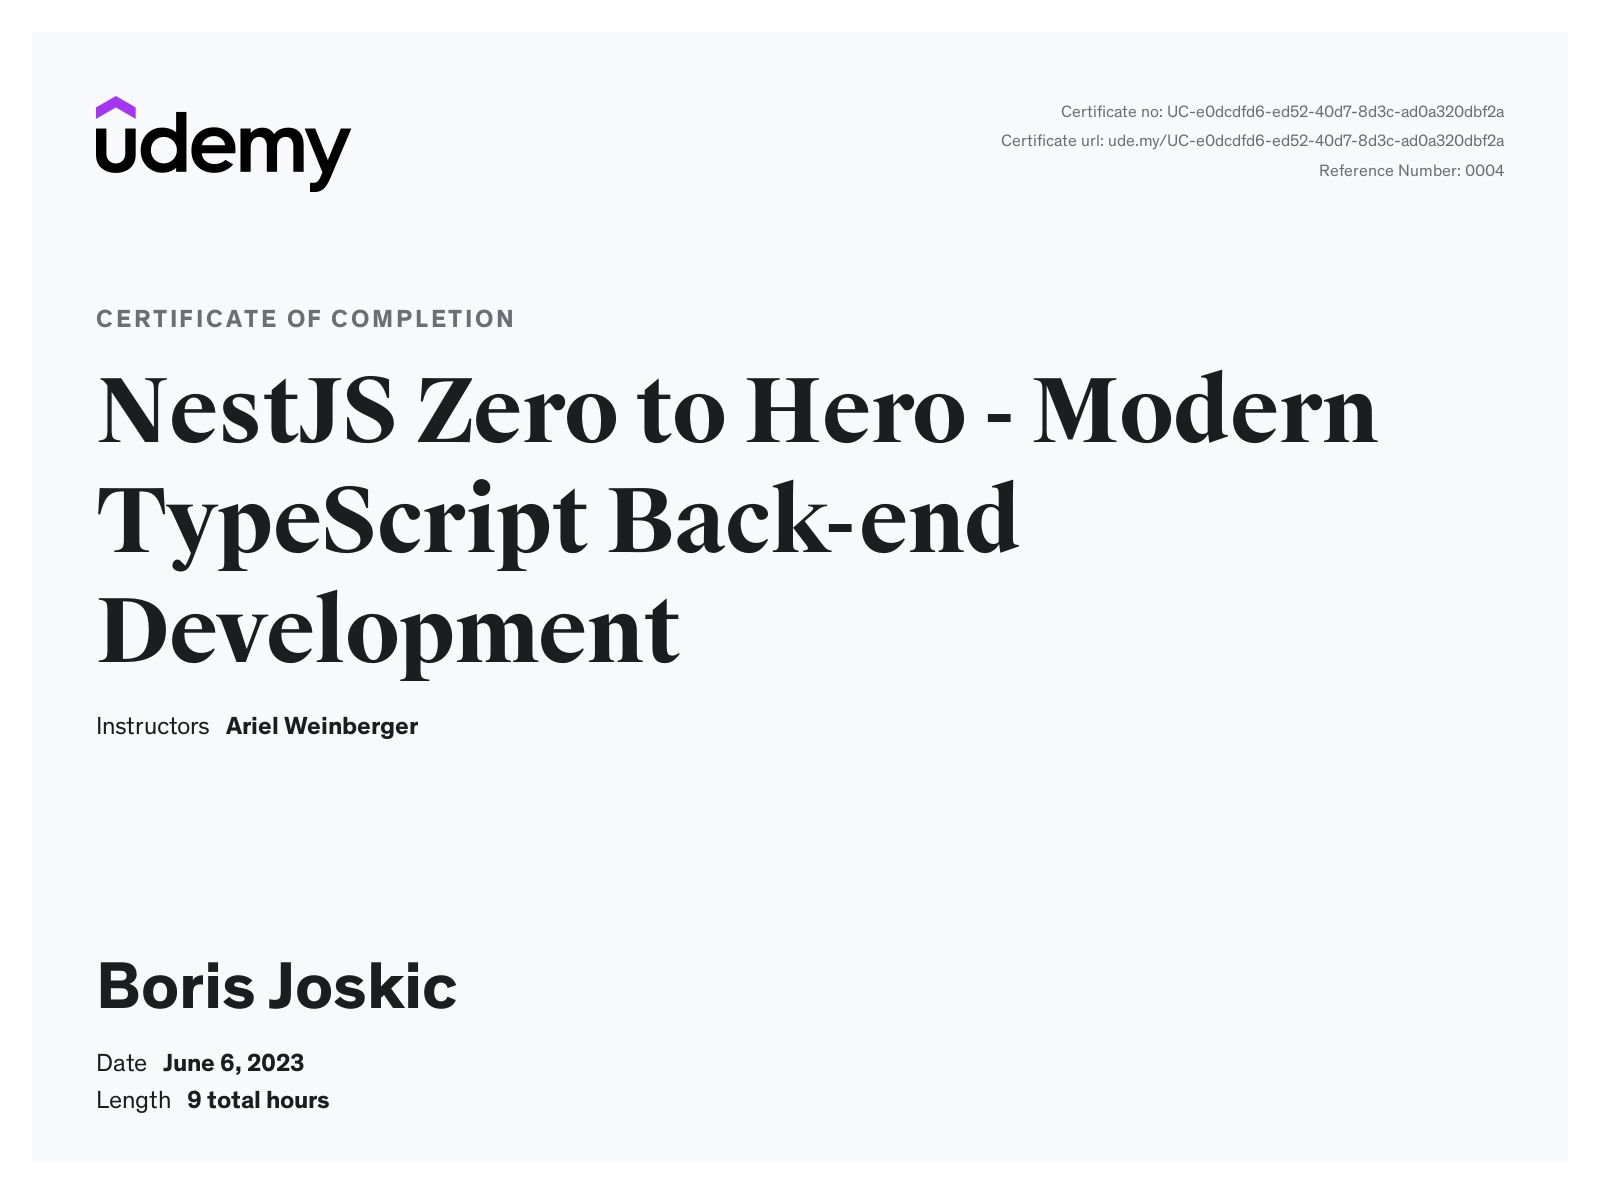 udemy
Certificate no: UC-e0dcdfd6-ed52-40d7-8d3c-ad0a320dbf2a
Certificate url: ude.my/UC-e0dcdfd6-ed52-40d7-8d3c-ad0a320dbf2a
Reference Number: 0004
CERTIFICATE OF COMPLETION
NestJS Zero to Hero - Modern
TypeScript Back-end
Development
Instructors Ariel Weinberger
Boris Joskic
Date June 6, 2023
Length 9 total hours